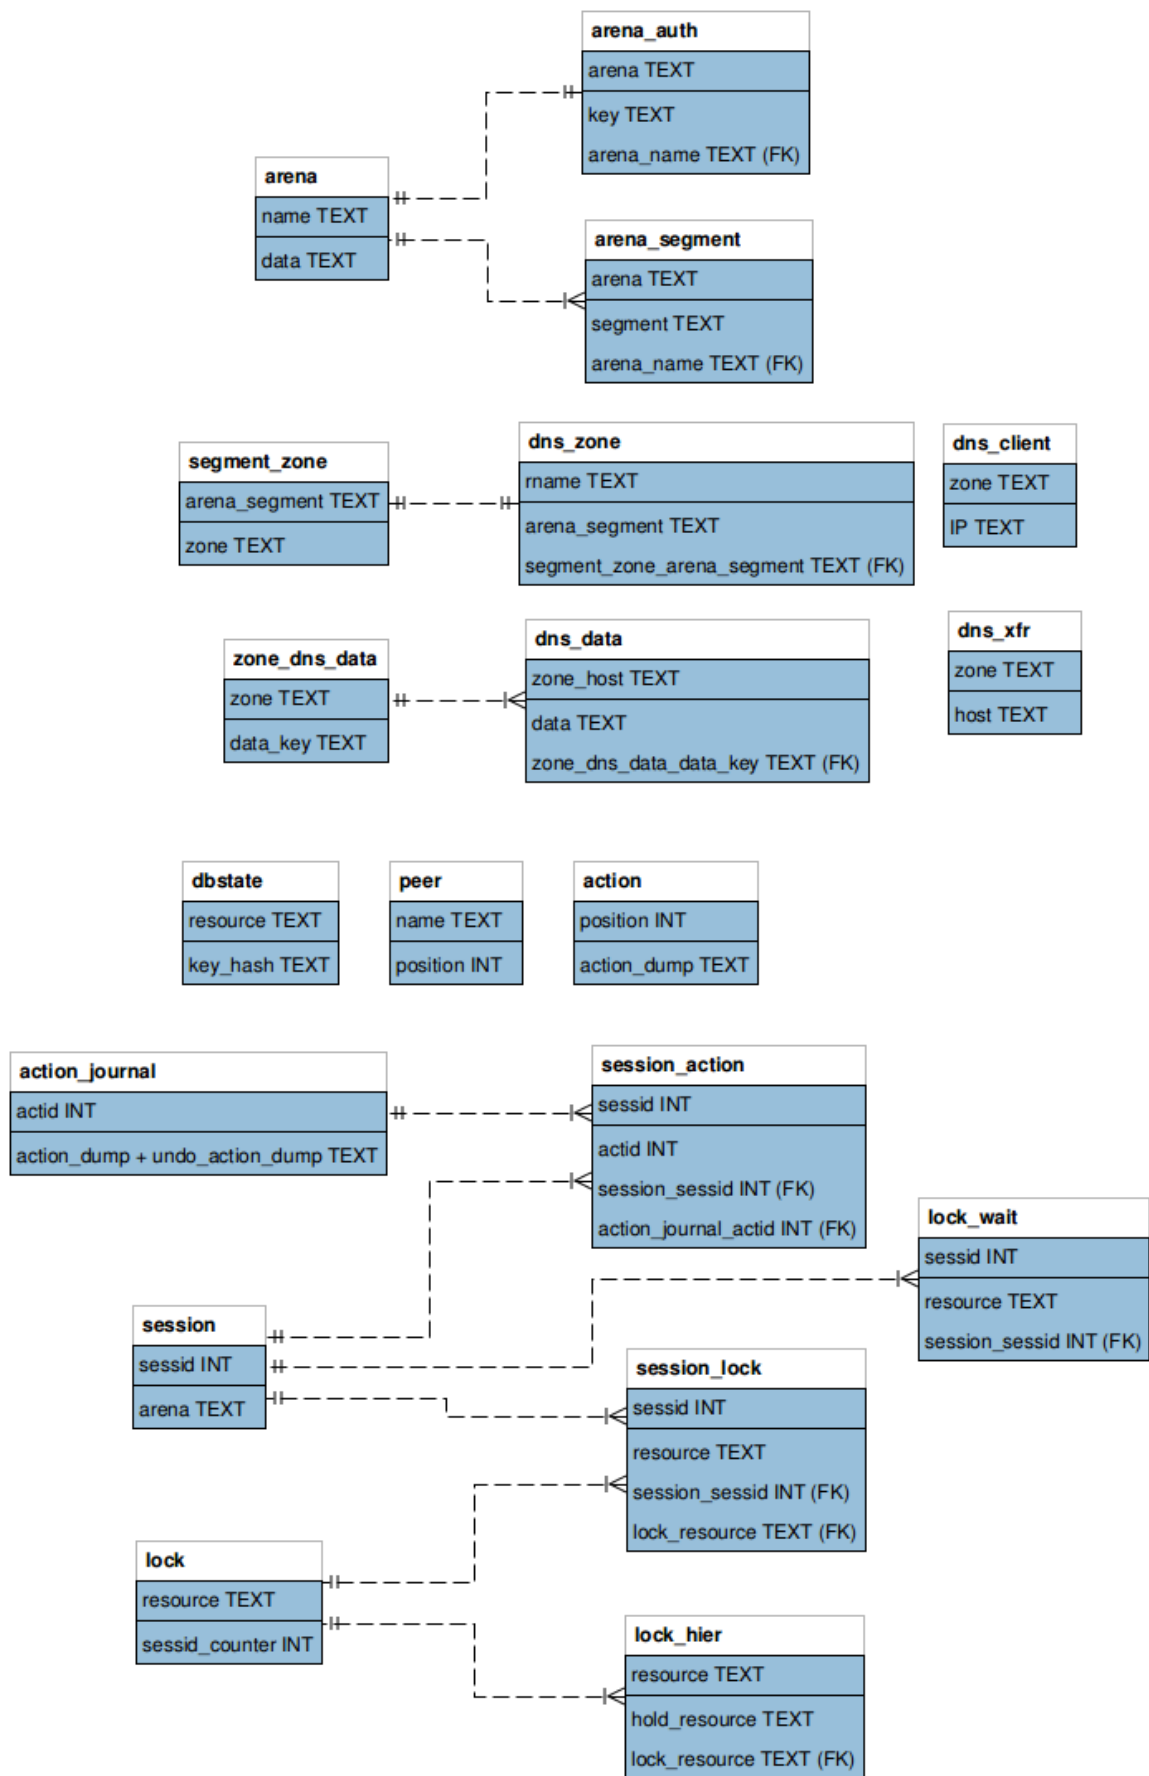 arena_auth
arena TEXT
key TEXT
arena_name TEXT (FK)
arena
name TEXT
data TEXT
arena_segment
arena TEXT
segment TEXT
arena_name TEXT (FK)
segment_zone
arena_segment TEXT
zone TEXT
dns_zone
rname TEXT
arena_segment TEXT
segment_zone_arena_segment TEXT (FK)
dns_client
zone TEXT
IP TEXT
zone_dns_data
zone TEXT
data_key TEXT
dns_data
zone_host TEXT
data TEXT
zone_dns_data_data_key TEXT (FK)
dns_xfr
zone TEXT
host TEXT
dbstate
resource TEXT
key_hash TEXT
peer
name TEXT
position INT
action
position INT
action_dump TEXT
action_journal
actid INT
action_dump + undo_action_dump TEXT
session_action
sessid INT
actid INT
session_sessid INT (FK)
action_journal_actid INT (FK)
lock_wait
sessid INT
resource TEXT
session_sessid INT (FK)
session
sessid INT
arena TEXT
session_lock
sessid INT
resource TEXT
session_sessid INT (FK)
lock_resource TEXT (FK)
lock
resource TEXT
sessid_counter INT
lock_hier
resource TEXT
hold_resource TEXT
lock_resource TEXT (FK)